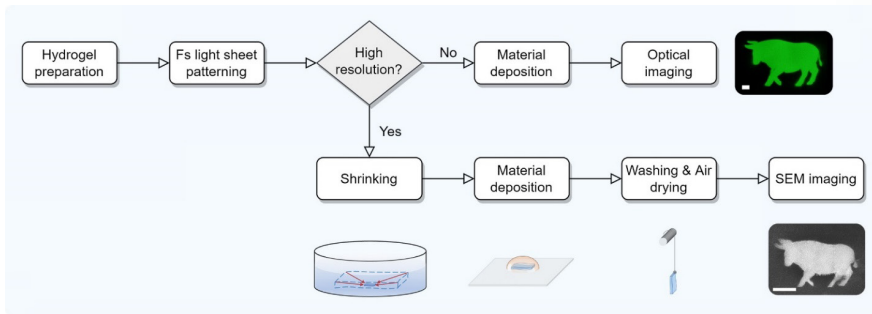 Hydrogel
preparation
Fs light sheet
patterning
High
resolution?
No
Material
deposition
Optical
imaging
Yes
Shrinking
Material
deposition
Washing & Air
drying
SEM imaging